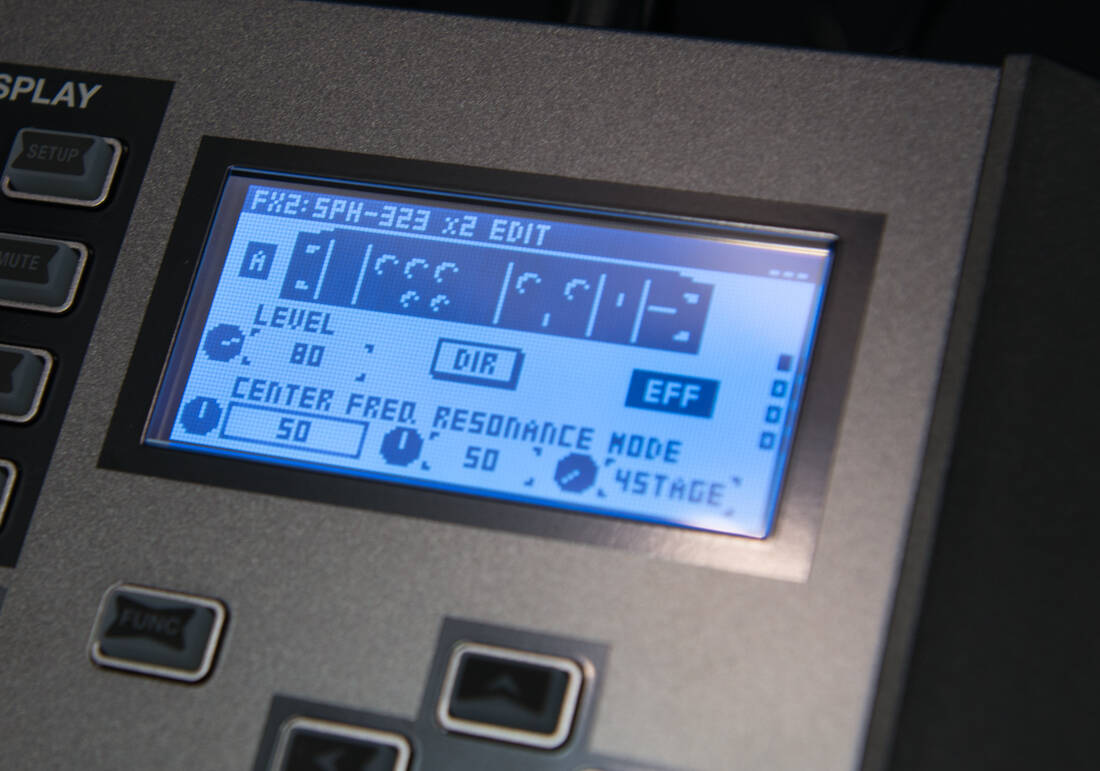 SPLAY
SETUP
MUTE
FX2:SPH-323 x2 EDIT
---
A
LEVEL
80
DIR
EFF
CENTER FREQ RESONANCE MODE
50 50 4STAGE
FUNC